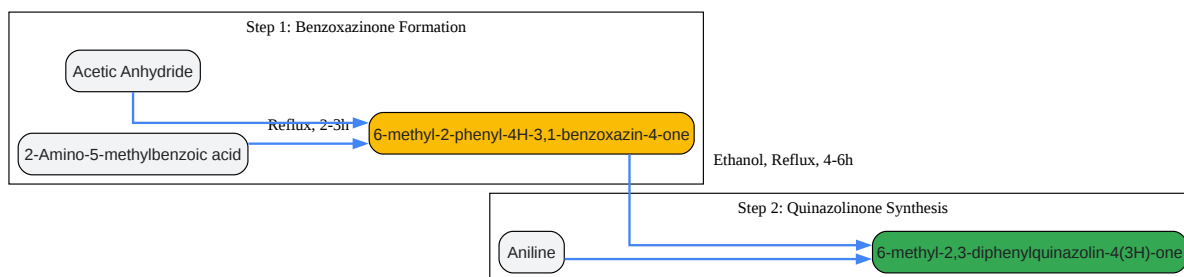 Step 1: Benzoxazinone Formation
Acetic Anhydride
Reflux, 2-3h
2-Amino-5-methylbenzoic acid
6-methyl-2-phenyl-4H-3,1-benzoxazin-4-one
Ethanol, Reflux, 4-6h
Step 2: Quinazolinone Synthesis
Aniline
6-methyl-2,3-diphenylquinazolin-4(3H)-one